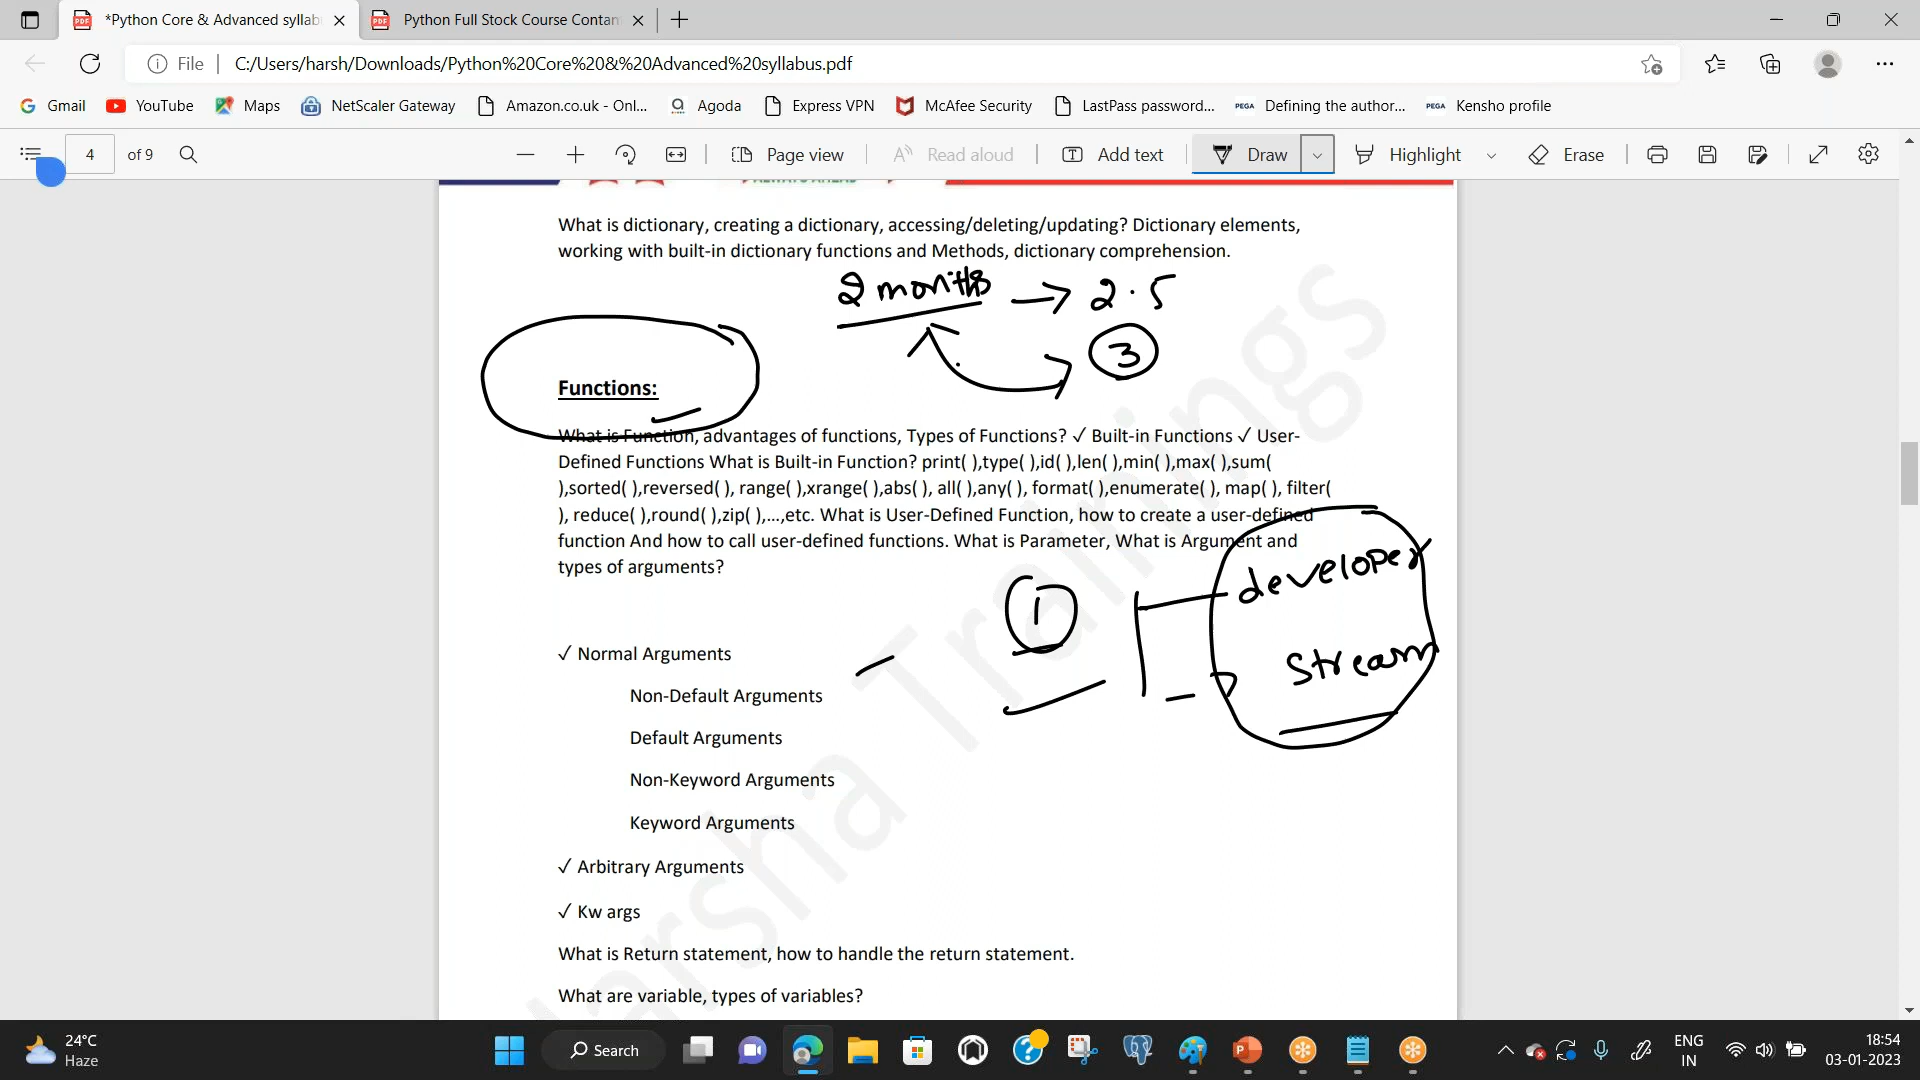 *Python Core & Advanced syllab
Python Full Stock Course Contan
File
C:/Users/harsh/Downloads/Python%20Core%20&%20Advanced%20syllabus.pdf
Gmail
YouTube
Maps
NetScaler Gateway
Amazon.co.uk - Onl...
Agoda
Express VPN
McAfee Security
LastPass password...
PEGA Defining the author...
PEGA Kensho profile
4 of 9
Page view
Read aloud
Add text
Draw
Highlight
Erase
What is dictionary, creating a dictionary, accessing/deleting/updating? Dictionary elements,
working with built-in dictionary functions and Methods, dictionary comprehension.
2 months → 2.5
3
Functions:
What is Function, advantages of functions, Types of Functions? ✓ Built-in Functions ✓ User-
Defined Functions What is Built-in Function? print( ),type( ),id( ),len( ),min( ),max( ),sum(
),sorted( ),reversed( ), range( ),xrange( ),abs( ), all( ),any( ), format( ),enumerate( ), map( ), filter(
), reduce( ),round( ),zip( ),...,etc. What is User-Defined Function, how to create a user-defined
function And how to call user-defined functions. What is Parameter, What is Argument and
types of arguments?
1
developer
stream
✓ Normal Arguments
Non-Default Arguments
Default Arguments
Non-Keyword Arguments
Keyword Arguments
✓ Arbitrary Arguments
✓ Kw args
What is Return statement, how to handle the return statement.
What are variable, types of variables?
Harsha Trainings
24°C
Haze
Search
ENG
IN
18:54
03-01-2023